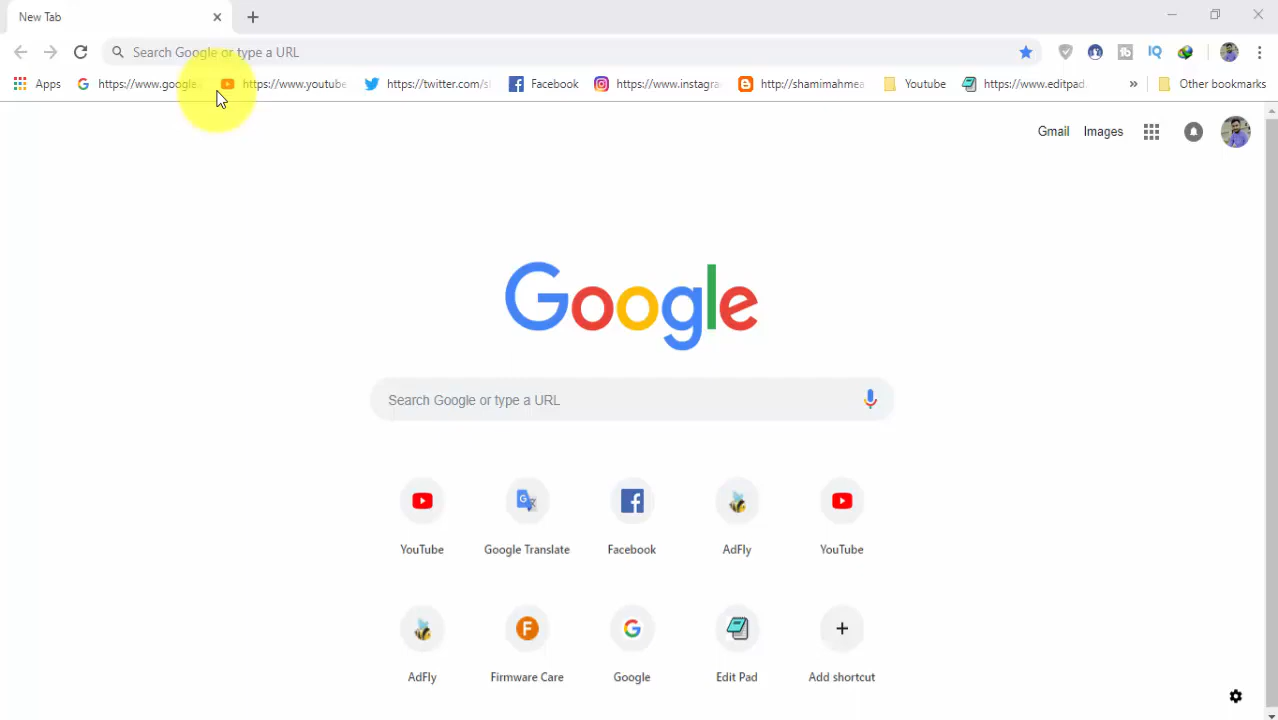 New Tab
Search Google or type a URL
Apps https://www.google https://www.youtube https://twitter.com/s Facebook https://www.instagra http://shamimahmea Youtube https://www.editpad. » Other bookmarks
Gmail Images
Google
Search Google or type a URL
YouTube Google Translate Facebook AdFly YouTube
AdFly Firmware Care Google Edit Pad Add shortcut